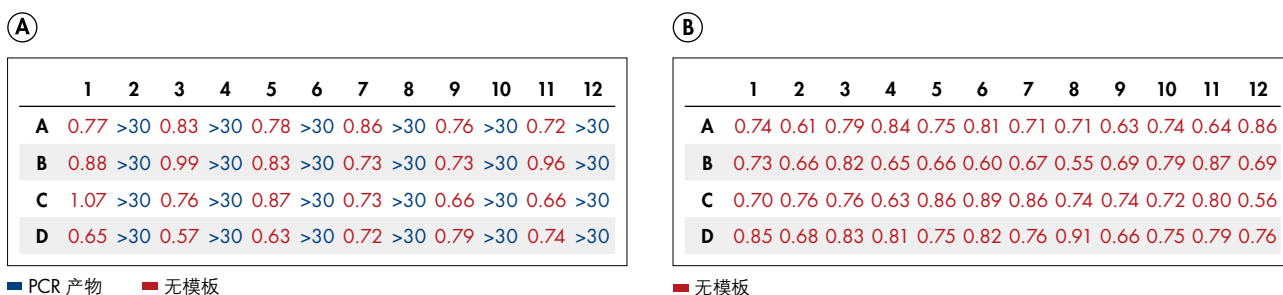 A
1 2 3 4 5 6 7 8 9 10 11 12
A 0.77 >30 0.83 >30 0.78 >30 0.86 >30 0.76 >30 0.72 >30
B 0.88 >30 0.99 >30 0.83 >30 0.73 >30 0.73 >30 0.96 >30
C 1.07 >30 0.76 >30 0.87 >30 0.73 >30 0.66 >30 0.66 >30
D 0.65 >30 0.57 >30 0.63 >30 0.72 >30 0.79 >30 0.74 >30
PCR 产物 无模板
B
1 2 3 4 5 6 7 8 9 10 11 12
A 0.74 0.61 0.79 0.84 0.75 0.81 0.71 0.71 0.63 0.74 0.64 0.86
B 0.73 0.66 0.82 0.65 0.66 0.60 0.67 0.55 0.69 0.79 0.87 0.69
C 0.70 0.76 0.76 0.63 0.86 0.89 0.86 0.74 0.74 0.72 0.80 0.56
D 0.85 0.68 0.83 0.81 0.75 0.82 0.76 0.91 0.66 0.75 0.79 0.76
无模板